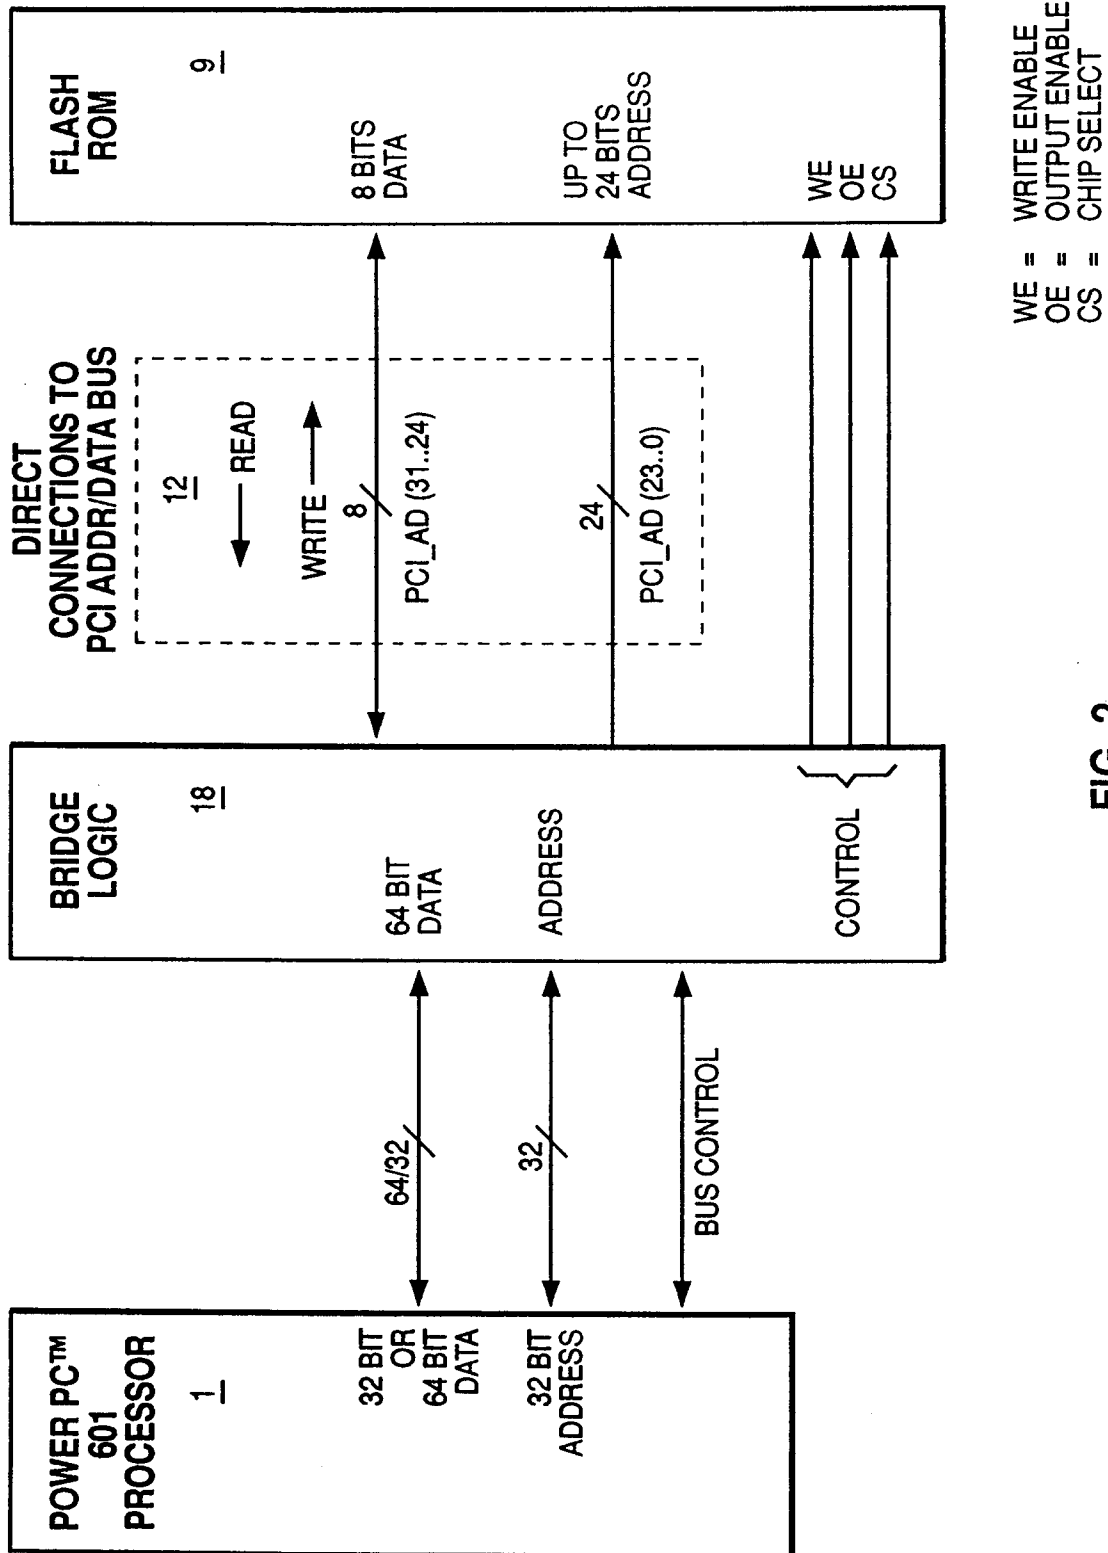 POWER PC™
601
PROCESSOR
1
32 BIT
OR
64 BIT
DATA
32 BIT
ADDRESS
64/32
32
BUS CONTROL
BRIDGE
LOGIC
18
64 BIT
DATA
ADDRESS
CONTROL
DIRECT
CONNECTIONS TO
PCI ADDR/DATA BUS
12
READ
WRITE
8
PCI_AD (31..24)
24
PCI_AD (23..0)
FLASH
ROM
9
8 BITS
DATA
UP TO
24 BITS
ADDRESS
WE
OE
CS
WE = WRITE ENABLE
OE = OUTPUT ENABLE
CS = CHIP SELECT